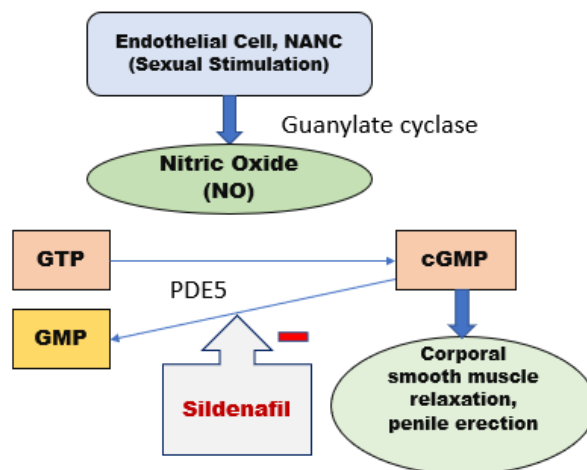 Endothelial Cell, NANC
(Sexual Stimulation)
Guanylate cyclase
Nitric Oxide
(NO)
GTP
cGMP
PDE5
GMP
Sildenafil
Corporal
smooth muscle
relaxation,
penile erection